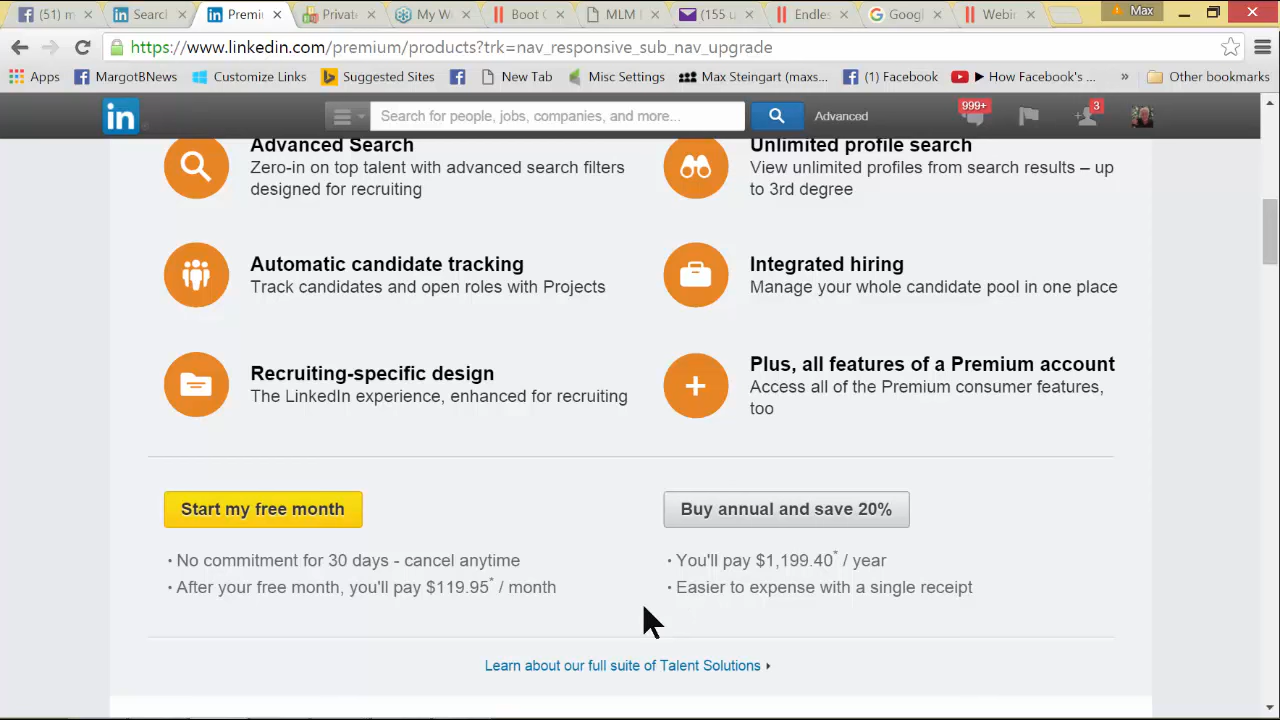 (51) m
Search
Premi
Private
My W
Boot C
MLM
(155 u
Endles
Googl
Webin
Max
https://www.linkedin.com/premium/products?trk=nav_responsive_sub_nav_upgrade
Apps
MargotBNews
Customize Links
Suggested Sites
New Tab
Misc Settings
Max Steingart (maxs...
(1) Facebook
How Facebook's ...
»
Other bookmarks
in
Search for people, jobs, companies, and more...
Advanced
999+
3
Advanced Search
Zero-in on top talent with advanced search filters
designed for recruiting
Unlimited profile search
View unlimited profiles from search results – up
to 3rd degree
Automatic candidate tracking
Track candidates and open roles with Projects
Integrated hiring
Manage your whole candidate pool in one place
Recruiting-specific design
The LinkedIn experience, enhanced for recruiting
Plus, all features of a Premium account
Access all of the Premium consumer features,
too
Start my free month
• No commitment for 30 days - cancel anytime
• After your free month, you'll pay $119.95* / month
Buy annual and save 20%
• You'll pay $1,199.40* / year
• Easier to expense with a single receipt
Learn about our full suite of Talent Solutions